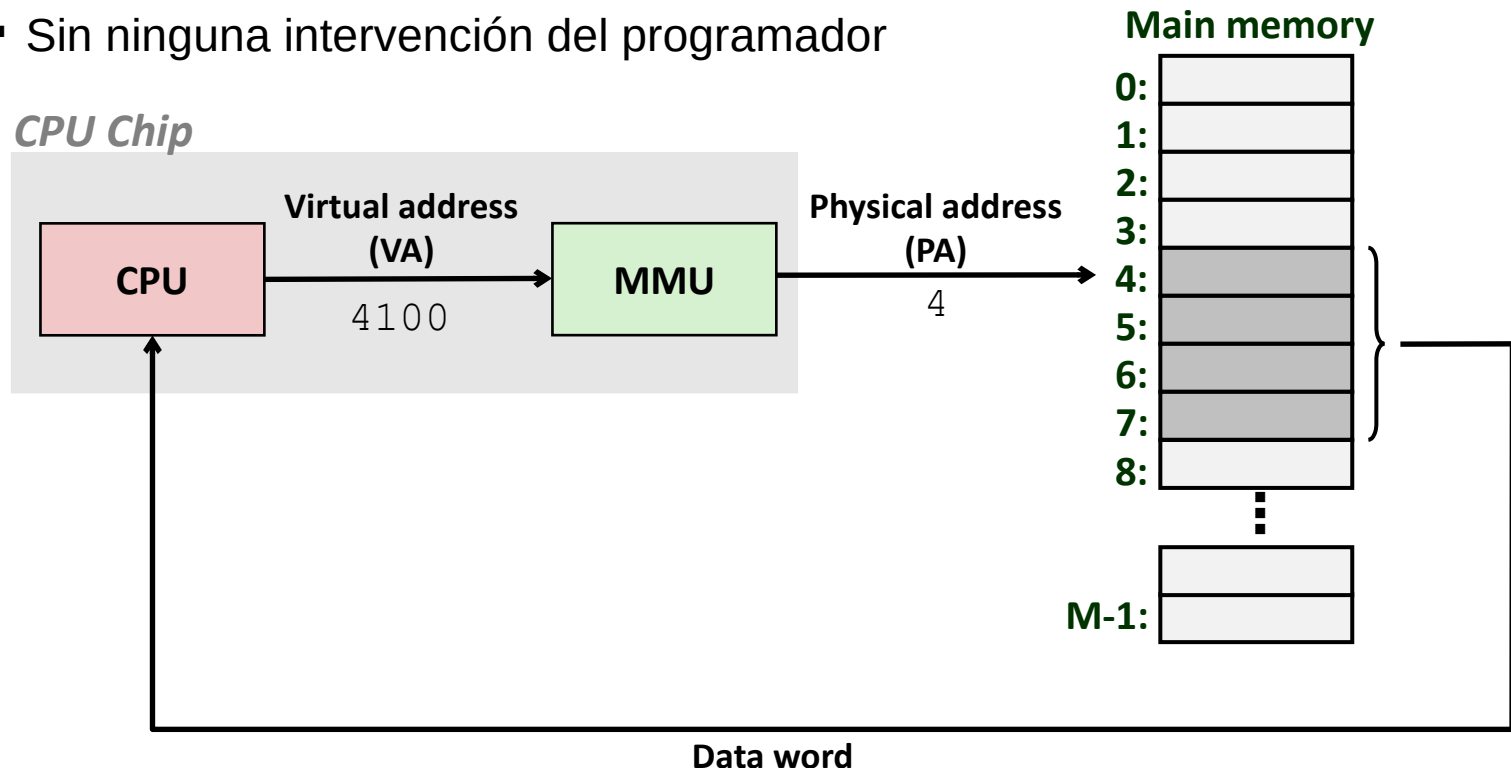 Sin ninguna intervención del programador
Main memory
CPU Chip
0:
1:
2:
3:
4:
5:
6:
7:
8:
M-1:
Virtual address
(VA)
4100
CPU
MMU
Physical address
(PA)
4
Data word